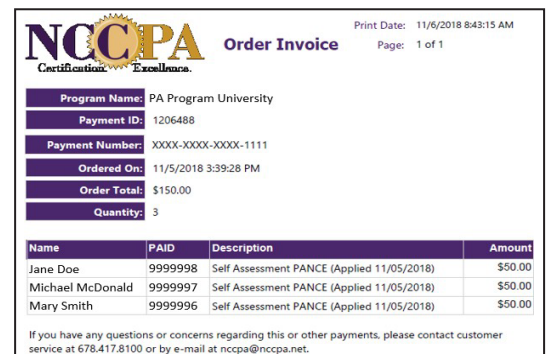 NCCPA
Certification Excellence.
Order Invoice
Print Date: 11/6/2018 8:43:15 AM
Page: 1 of 1
Program Name: PA Program University
Payment ID: 1206488
Payment Number: XXXX-XXXX-XXXX-1111
Ordered On: 11/5/2018 3:39:28 PM
Order Total: $150.00
Quantity: 3
Name PAID Description Amount
Jane Doe 9999998 Self Assessment PANCE (Applied 11/05/2018) $50.00
Michael McDonald 9999997 Self Assessment PANCE (Applied 11/05/2018) $50.00
Mary Smith 9999996 Self Assessment PANCE (Applied 11/05/2018) $50.00
If you have any questions or concerns regarding this or other payments, please contact customer
service at 678.417.8100 or by e-mail at nccpa@nccpa.net.